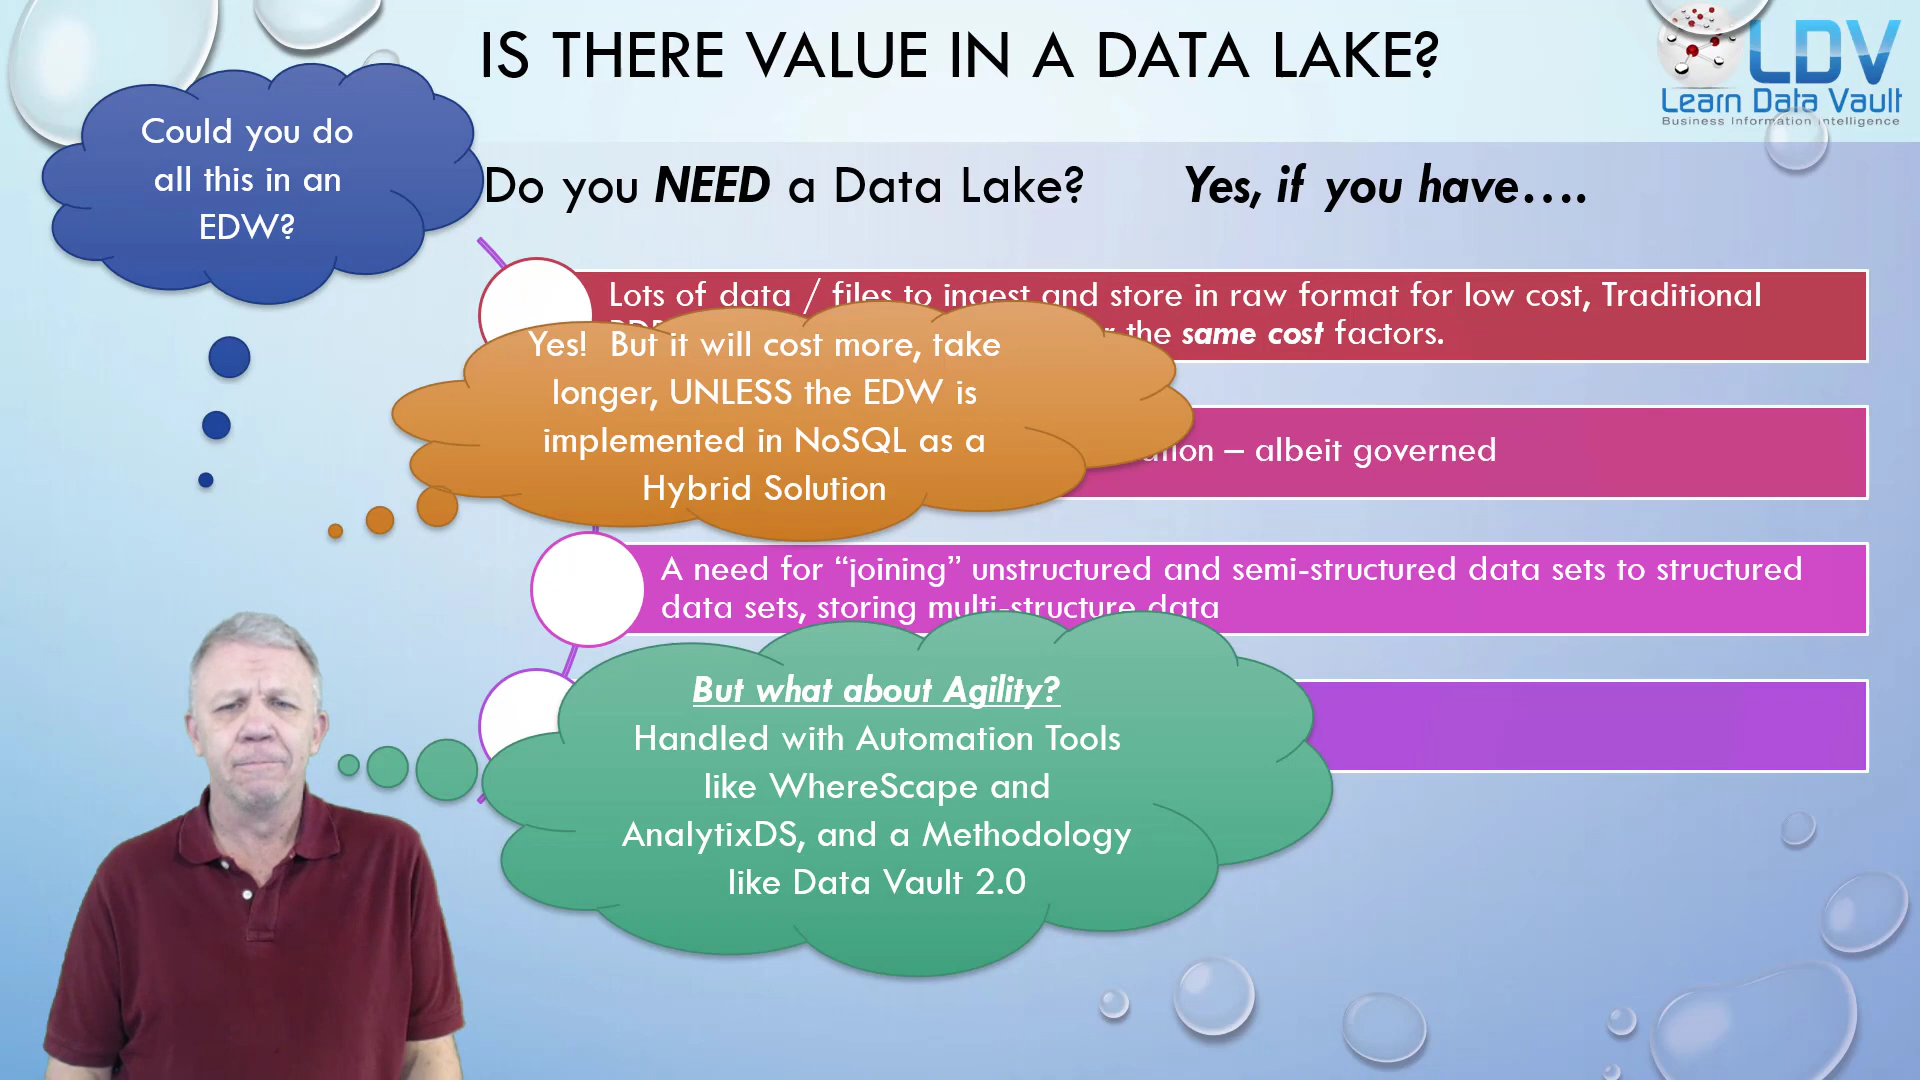 IS THERE VALUE IN A DATA LAKE?
LDV
Learn Data Vault
Business Information Intelligence
Could you do
all this in an
EDW?
Do you NEED a Data Lake? Yes, if you have....
Lots of data / files to ingest and store in raw format for low cost, Traditional
the same cost factors.
Yes! But it will cost more, take
longer, UNLESS the EDW is
implemented in NoSQL as a
Hybrid Solution
– albeit governed
A need for “joining” unstructured and semi-structured data sets to structured
data sets, storing multi-structure data
But what about Agility?
Handled with Automation Tools
like WhereScape and
AnalytixDS, and a Methodology
like Data Vault 2.0